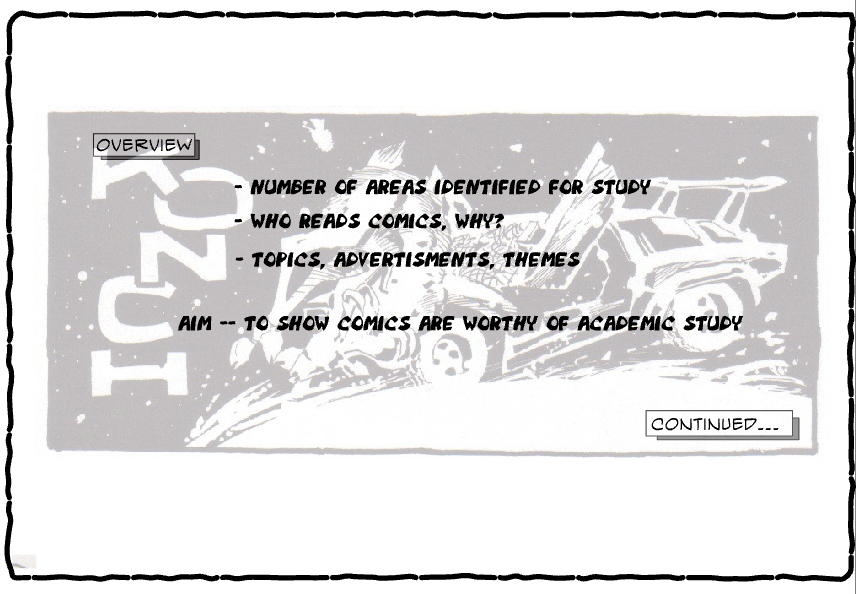 OVERVIEW
- NUMBER OF AREAS IDENTIFIED FOR STUDY
- WHO READS COMICS, WHY?
- TOPICS, ADVERTISMENTS, THEMES
AIM -- TO SHOW COMICS ARE WORTHY OF ACADEMIC STUDY
CONTINUED...